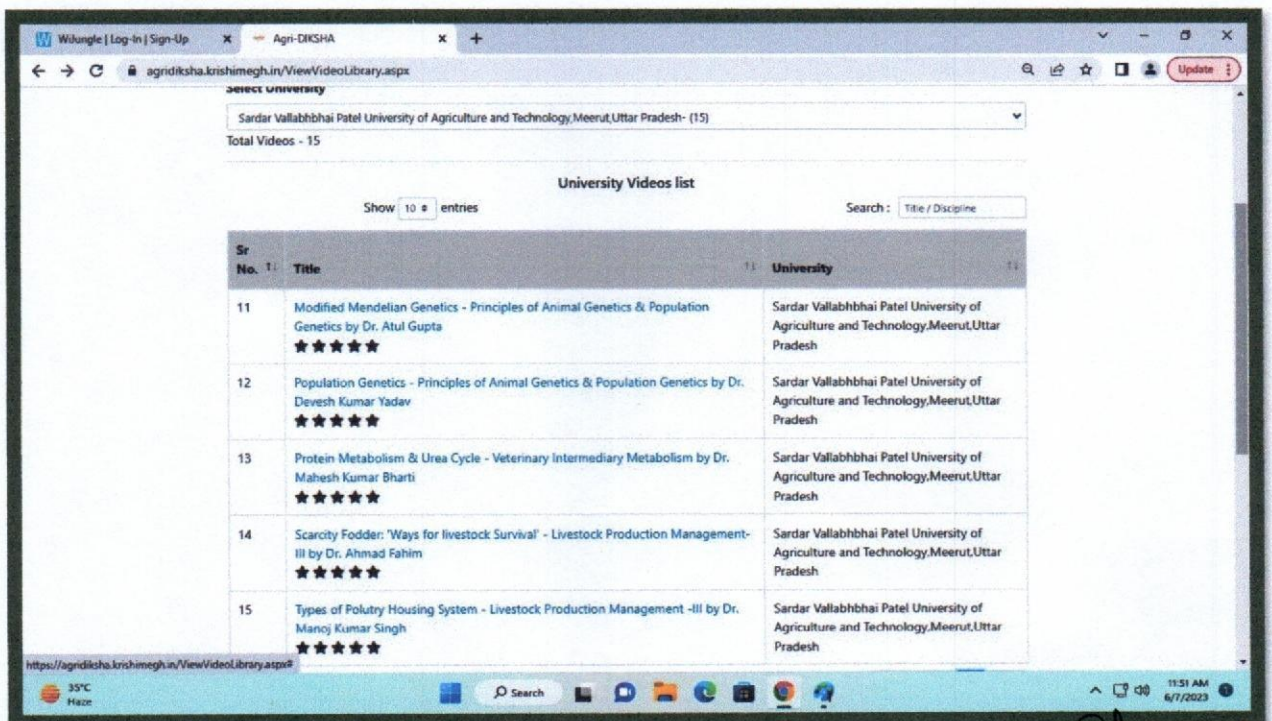 WiJungle | Log-In | Sign-Up
Agri-DIKSHA
agridiksha.krishimegh.in/ViewVideoLibrary.aspx
Update
Select University
Sardar Vallabhbhai Patel University of Agriculture and Technology,Meerut,Uttar Pradesh- (15)
Total Videos - 15
University Videos list
Show 10 entries
Search : Title / Discipline
Sr
No. Title University
11 Modified Mendelian Genetics - Principles of Animal Genetics & Population
Genetics by Dr. Atul Gupta
Sardar Vallabhbhai Patel University of
Agriculture and Technology,Meerut,Uttar
Pradesh
12 Population Genetics - Principles of Animal Genetics & Population Genetics by Dr.
Devesh Kumar Yadav
Sardar Vallabhbhai Patel University of
Agriculture and Technology,Meerut,Uttar
Pradesh
13 Protein Metabolism & Urea Cycle - Veterinary Intermediary Metabolism by Dr.
Mahesh Kumar Bharti
Sardar Vallabhbhai Patel University of
Agriculture and Technology,Meerut,Uttar
Pradesh
14 Scarcity Fodder: 'Ways for livestock Survival' - Livestock Production Management-
III by Dr. Ahmad Fahim
Sardar Vallabhbhai Patel University of
Agriculture and Technology,Meerut,Uttar
Pradesh
15 Types of Polutry Housing System - Livestock Production Management -III by Dr.
Manoj Kumar Singh
Sardar Vallabhbhai Patel University of
Agriculture and Technology,Meerut,Uttar
Pradesh
https://agridiksha.krishimegh.in/ViewVideoLibrary.aspx#
35°C
Haze
Search
11:51 AM
6/7/2023